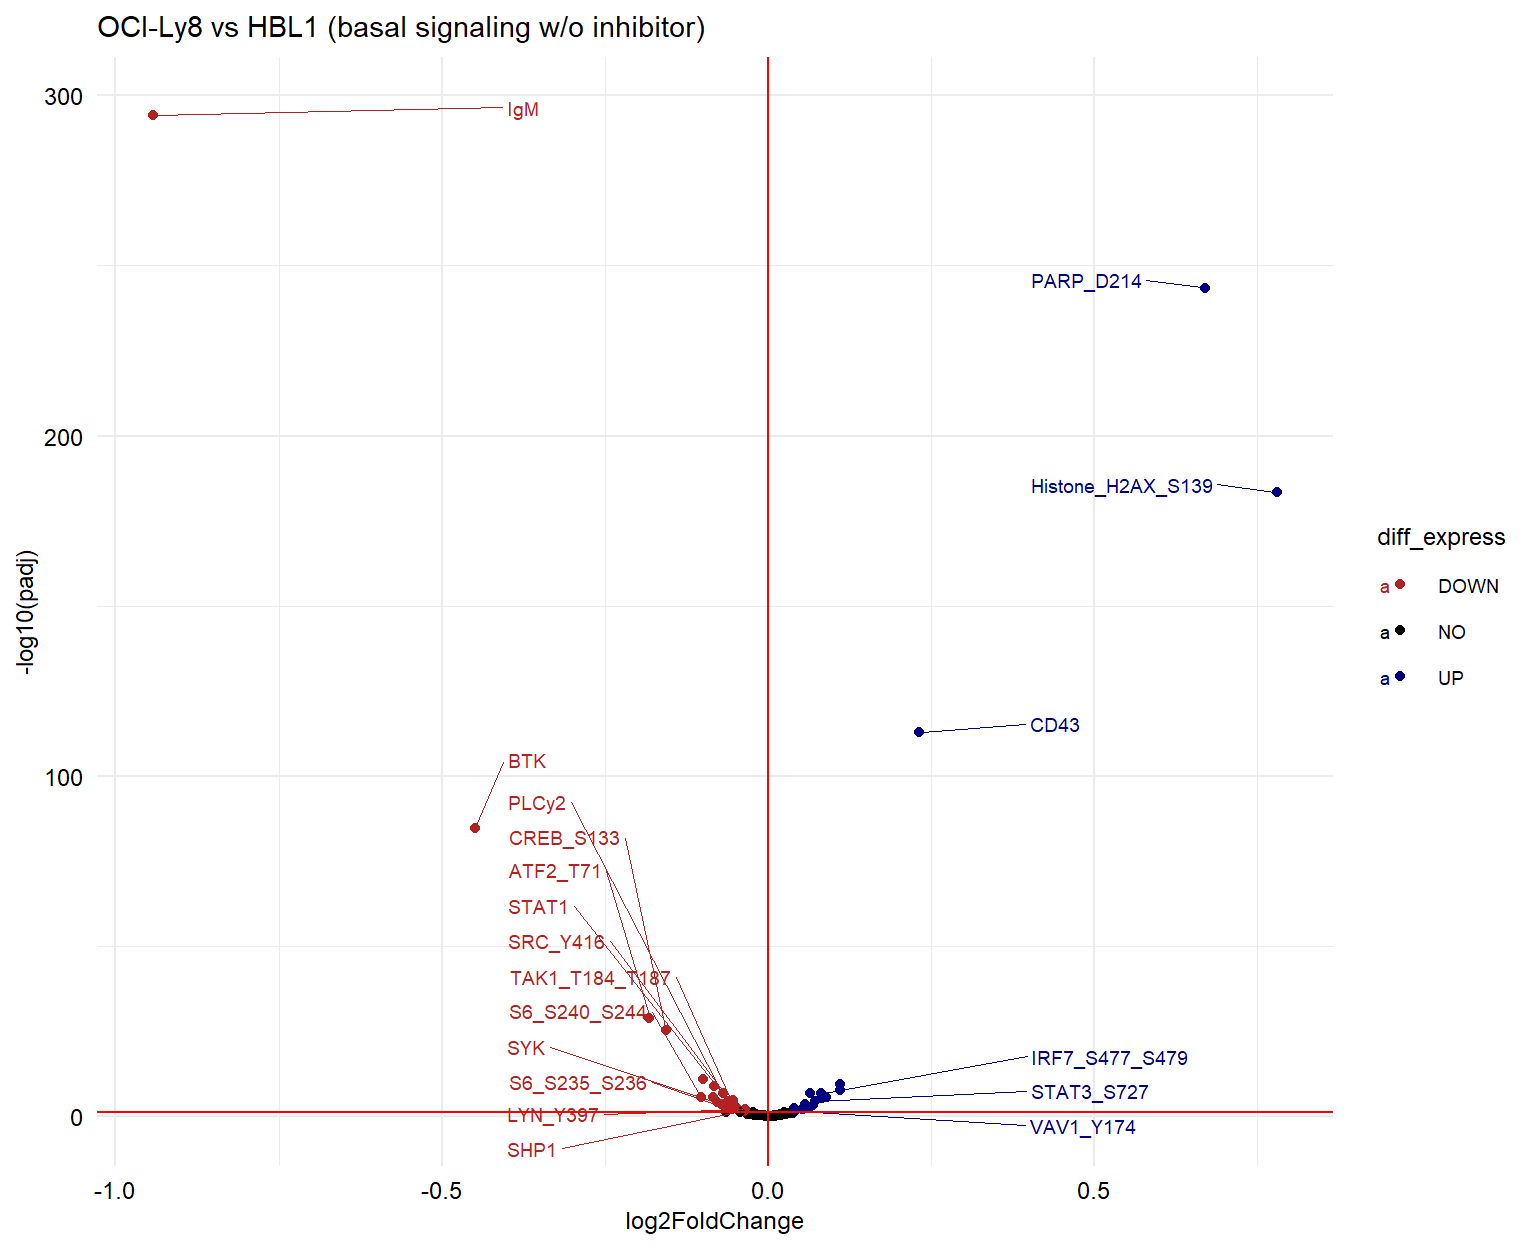 OCI-Ly8 vs HBL1 (basal signaling w/o inhibitor)
300
200
100
0
-log10(padj)
IgM
PARP_D214
Histone_H2AX_S139
CD43
BTK
PLCy2
CREB_S133
ATF2_T71
STAT1
SRC_Y416
TAK1_T184_T187
S6_S240_S244
SYK
S6_S235_S236
LYN_Y397
SHP1
IRF7_S477_S479
STAT3_S727
VAV1_Y174
-1.0
-0.5
0.0
0.5
log2FoldChange
diff_express
a DOWN
a NO
a UP